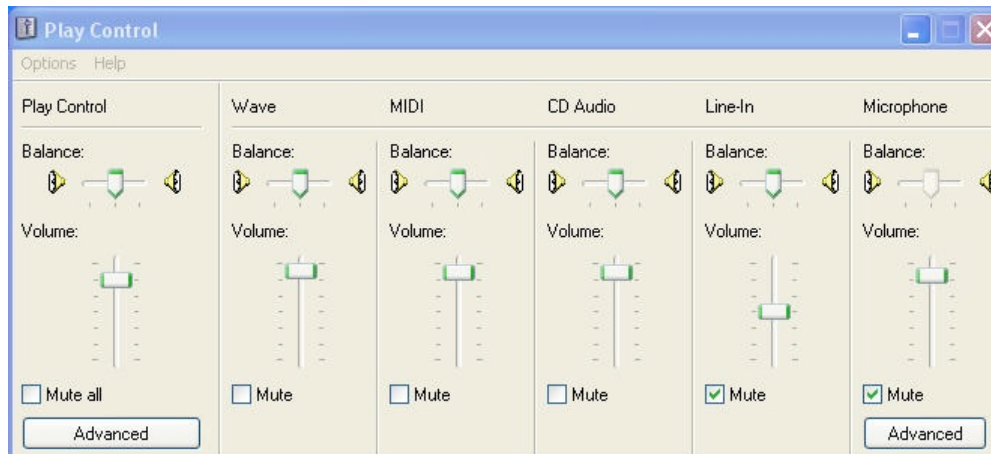 Play Control
Options Help
Play Control Wave MIDI CD Audio Line-In Microphone
Balance: Balance: Balance: Balance: Balance: Balance:
Volume: Volume: Volume: Volume: Volume: Volume:
Mute all Mute Mute Mute Mute Mute
Advanced Advanced